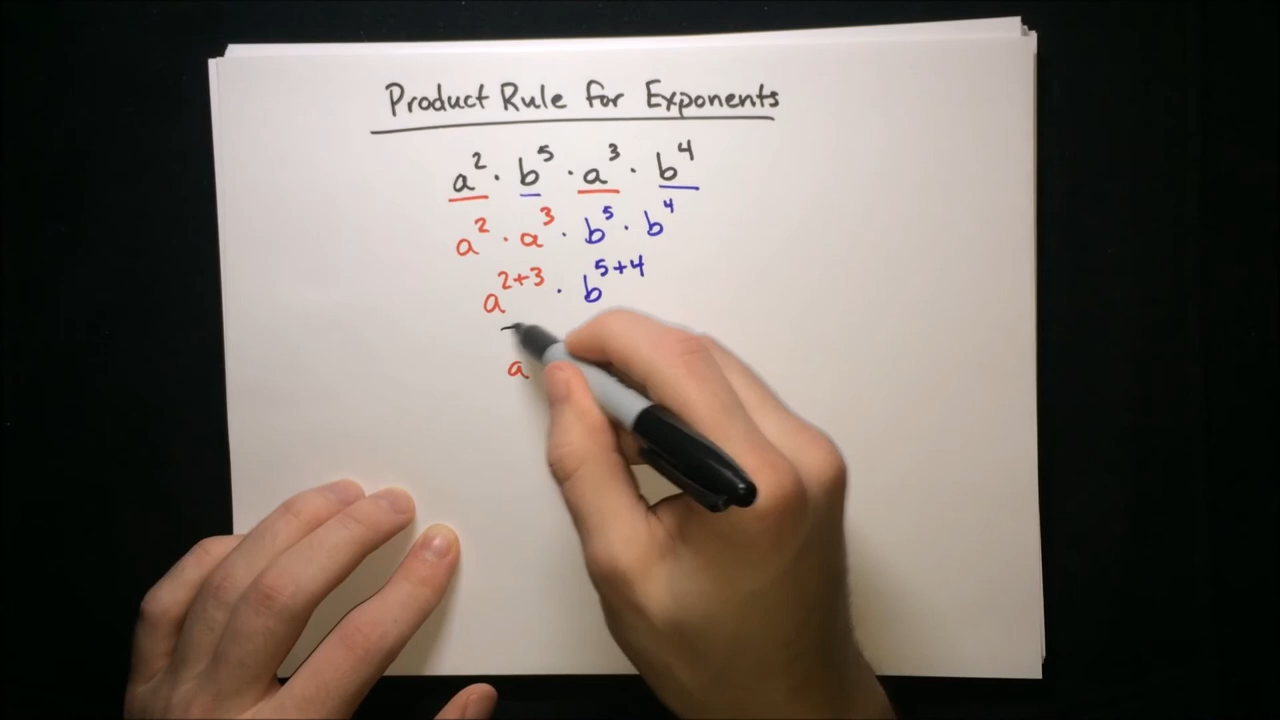 Product Rule for Exponents
a² · b⁵ · a³ · b⁴
a² · a³ · b⁵ · b⁴
a²⁺³ · b⁵⁺⁴
a